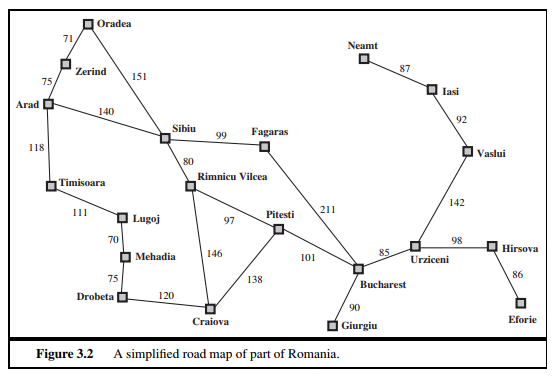 Oradea
71
Neamt
Zerind
87
151
75
Iasi
Arad
140
92
Sibiu
Fagaras
99
118
Vaslui
80
Rimnicu Vilcea
Timisoara
142
111
Pitesti
211
Lugoj
97
70
98
Hirsova
146
85
Mehadia
101
Urziceni
138
86
75
Bucharest
Drobeta
120
90
Eforie
Craiova
Giurgiu
Figure 3.2 A simplified road map of part of Romania.